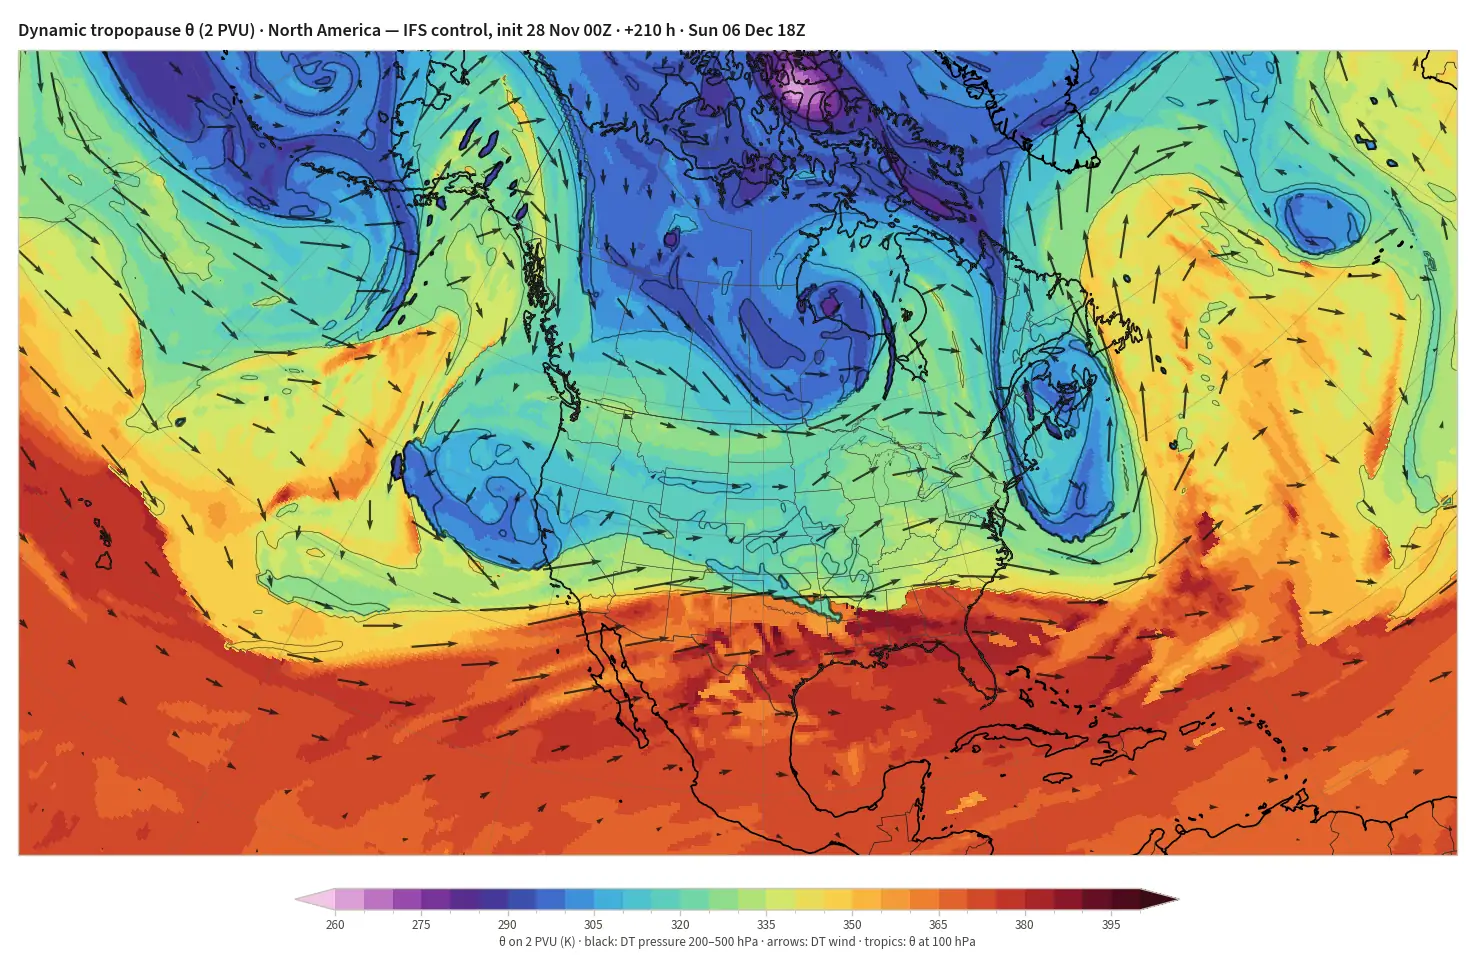 Dynamic tropopause θ (2 PVU) · North America — IFS control, init 28 Nov 00Z · +210 h · Sun 06 Dec 18Z
260 275 290 305 320 335 350 365 380 395
θ on 2 PVU (K) · black: DT pressure 200–500 hPa · arrows: DT wind · tropics: θ at 100 hPa